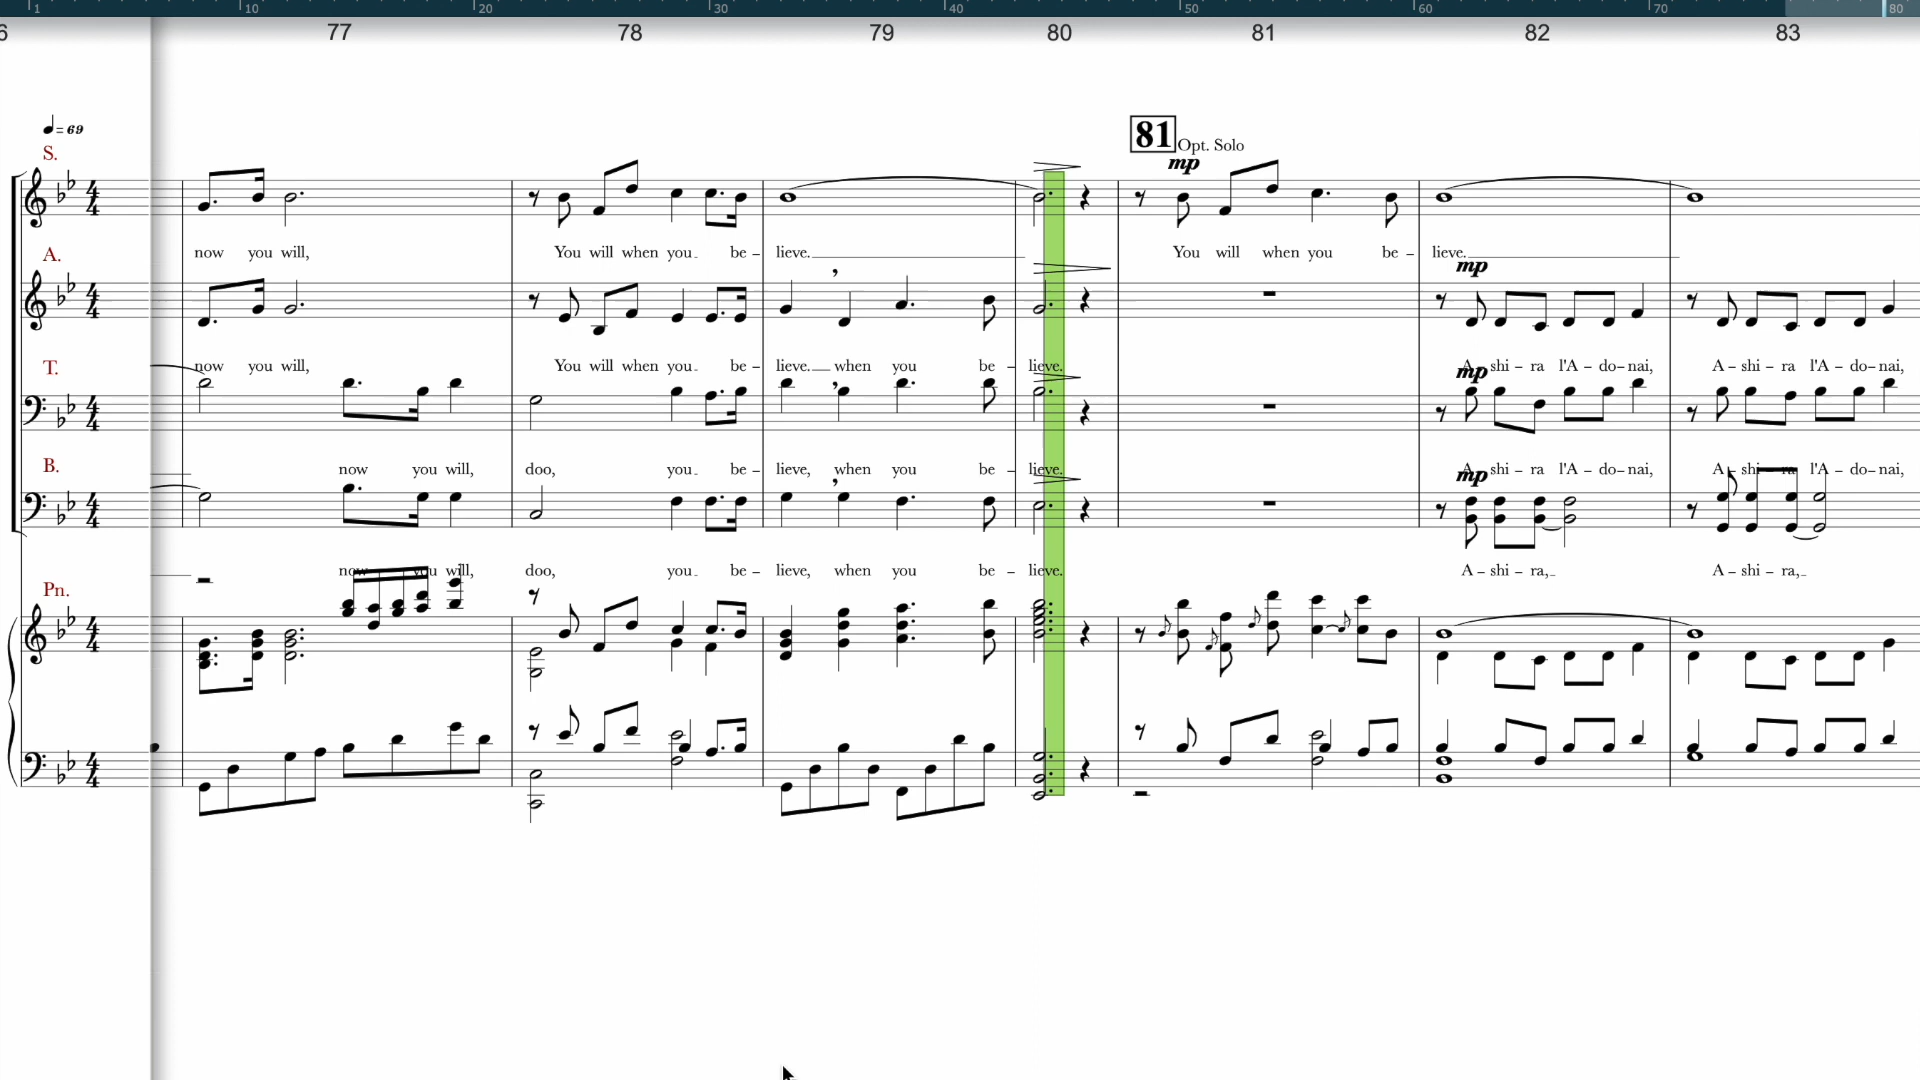 1 10 20 30 40 50 60 70 80
6 77 78 79 80 81 82 83
= 69
81 Opt. Solo
S.
mp
now you will, You will when you be – lieve. You will when you be – lieve.
A.
mp
now you will, You will when you be – lieve. when you be – lieve. A – shi – ra l'A – do – nai, A – shi – ra l'A – do – nai,
T.
mp
now you will, doo, you be – lieve, when you be – lieve. A – shi – ra l'A – do – nai, A – shi – ra l'A – do – nai,
B.
mp
now you will, doo, you be – lieve, when you be – lieve. A – shi – ra, A – shi – ra,
Pn.